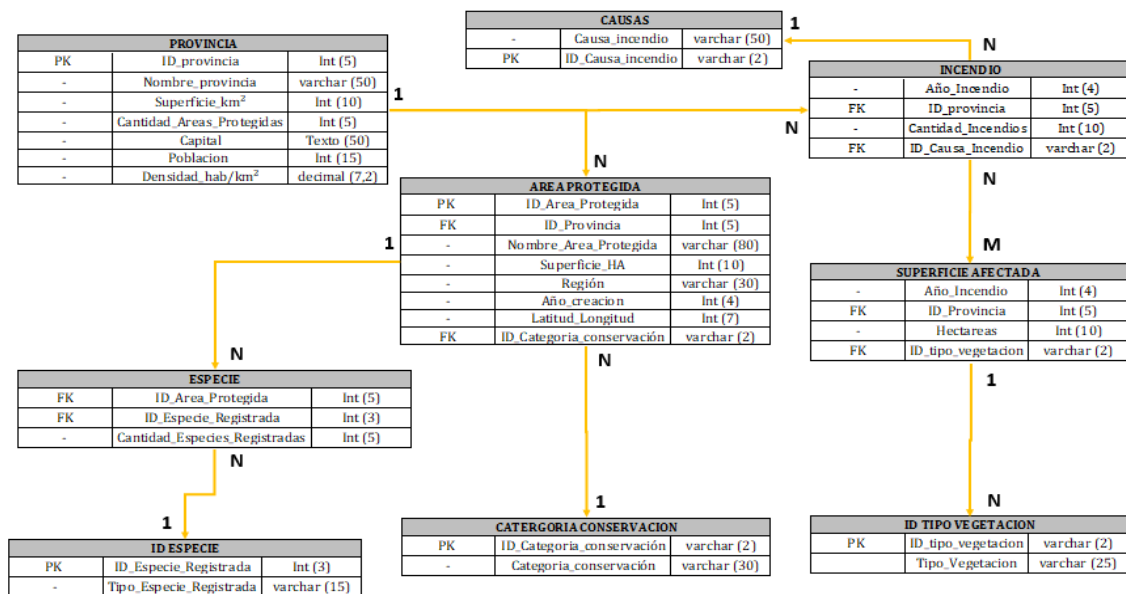 CAUSAS
- Causa_incendio varchar (50)
PK ID_Causa_incendio varchar (2)
1
N
PROVINCIA
PK ID_provincia Int (5)
- Nombre_provincia varchar (50)
- Superficie_km² Int (10)
- Cantidad_Areas_Protegidas Int (5)
- Capital Texto (50)
- Poblacion Int (15)
- Densidad_hab/km² decimal (7,2)
1
N
N
INCENDIO
- Año_Incendio Int (4)
FK ID_provincia Int (5)
- Cantidad_Incendios Int (10)
FK ID_Causa_Incendio varchar (2)
N
M
AREA PROTEGIDA
PK ID_Area_Protegida Int (5)
FK ID_Provincia Int (5)
- Nombre_Area_Protegida varchar (80)
- Superficie_HA Int (10)
- Región varchar (30)
- Año_creacion Int (4)
- Latitud_Longitud Int (7)
FK ID_Categoria_conservación varchar (2)
1
N
N
1
SUPERFICIE AFECTADA
- Año_Incendio Int (4)
FK ID_Provincia Int (5)
- Hectareas Int (10)
FK ID_tipo_vegetacion varchar (2)
1
N
ESPECIE
FK ID_Area_Protegida Int (5)
FK ID_Especie_Registrada Int (3)
- Cantidad_Especies_Registradas Int (5)
N
1
ID ESPECIE
PK ID_Especie_Registrada Int (3)
- Tipo_Especie_Registrada varchar (15)
CATERGORIA CONSERVACION
PK ID_Categoria_conservación varchar (2)
- Categoria_conservación varchar (30)
ID TIPO VEGETACION
PK ID_tipo_vegetacion varchar (2)
Tipo_Vegetacion varchar (25)